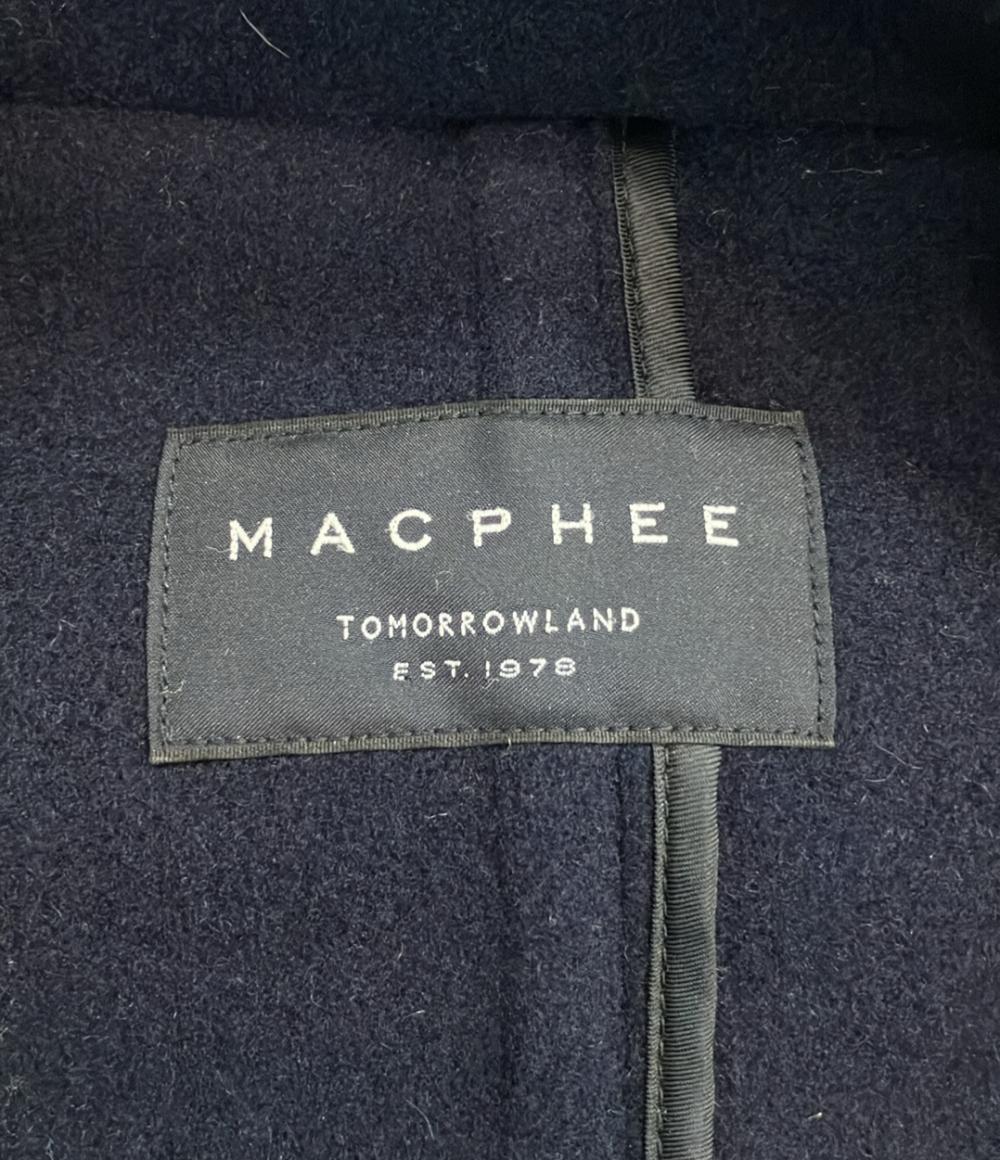 MACPHEE
TOMORROWLAND
EST. 1978